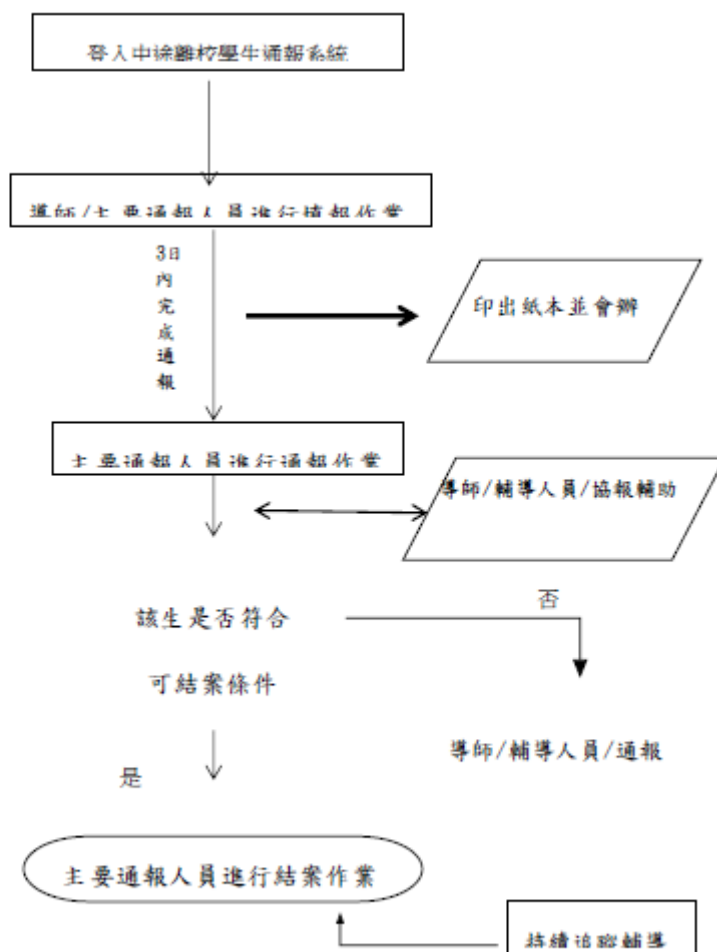 登入中途離校學生通報系統
導師/主要通報人員進行填報作業
3日
內
完
成
通
報
印出紙本並會辦
主要通報人員進行通報作業
導師/輔導人員/協報輔助
否
該生是否符合
可結案條件
導師/輔導人員/通報
是
主要通報人員進行結案作業
持續追蹤輔導